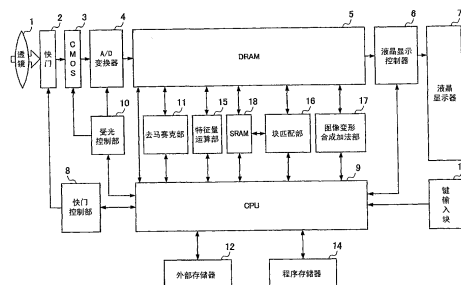 1
2
3
4
5
6
7
透镜
快门
CMOS
A/D
变换器
DRAM
液晶显示
控制器
液晶
显示器
10
受光
控制部
11
去马赛克部
15
特征量
运算部
18
SRAM
16
块匹配部
17
图像变形
合成加法部
8
快门
控制部
9
CPU
1
键
输入
块
12
外部存储器
14
程序存储器